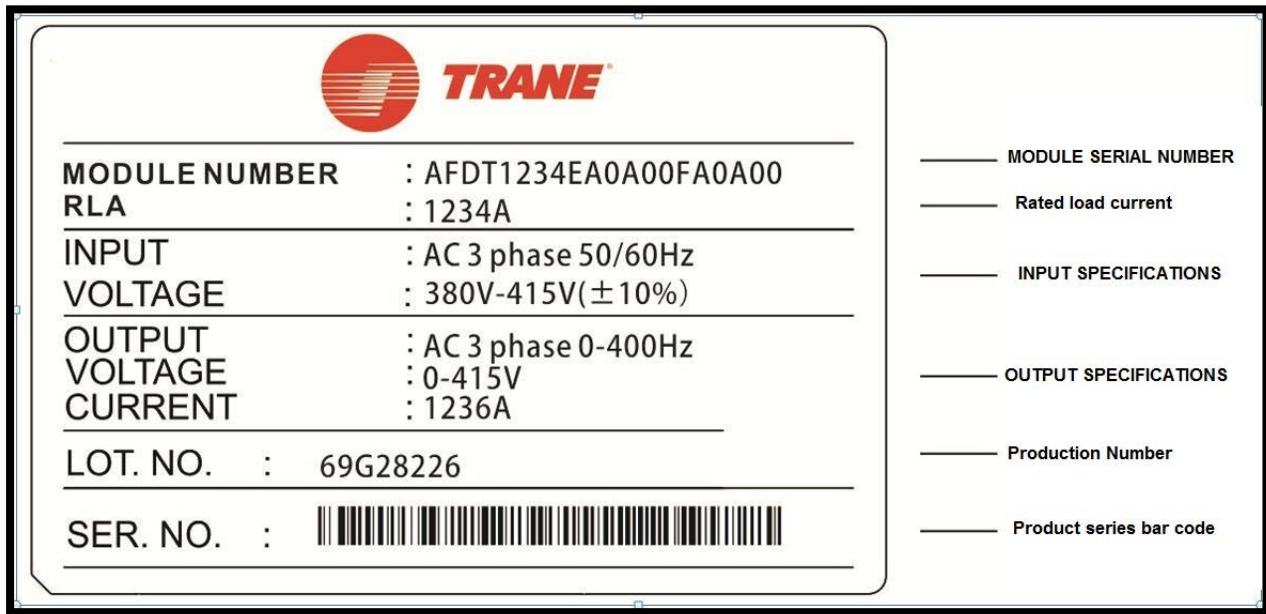 TRANE®
MODULE NUMBER : AFDT1234EA0A00FA0A00
MODULE SERIAL NUMBER
RLA : 1234A
Rated load current
INPUT : AC 3 phase 50/60Hz
VOLTAGE : 380V-415V(±10%)
INPUT SPECIFICATIONS
OUTPUT : AC 3 phase 0-400Hz
VOLTAGE : 0-415V
CURRENT : 1236A
OUTPUT SPECIFICATIONS
LOT. NO. : 69G28226
Production Number
SER. NO. :
Product series bar code